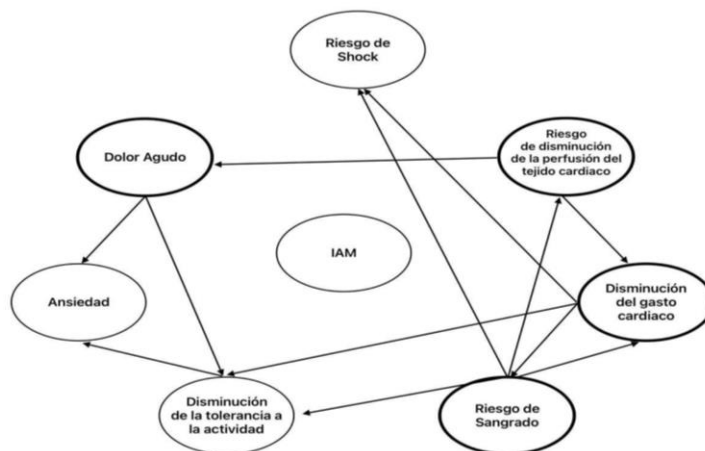 Riesgo de
Shock
Dolor Agudo
Riesgo
de disminución
de la perfusión del
tejido cardiaco
IAM
Ansiedad
Disminución
del gasto
cardiaco
Disminución
de la tolerancia a
la actividad
Riesgo de
Sangrado